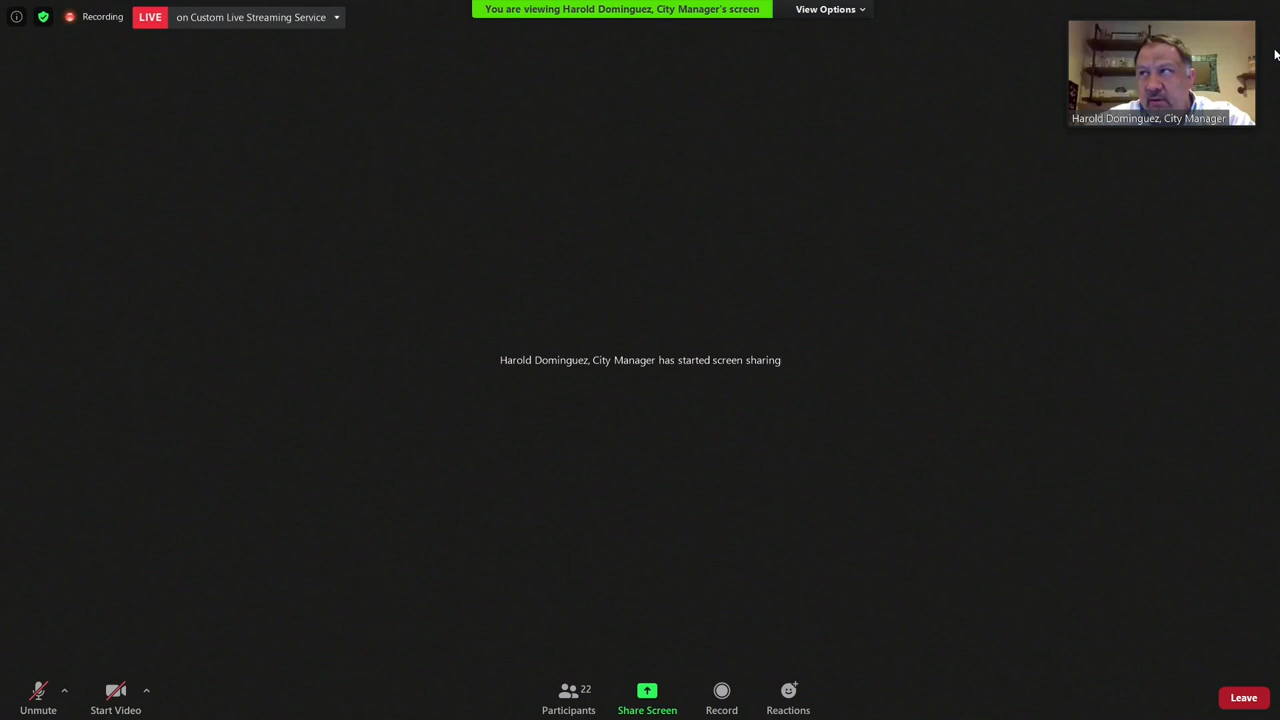 Recording
LIVE on Custom Live Streaming Service
You are viewing Harold Dominguez, City Manager's screen
View Options
Harold Dominguez, City Manager
Harold Dominguez, City Manager has started screen sharing
Unmute
Start Video
22
Participants
Share Screen
Record
Reactions
Leave